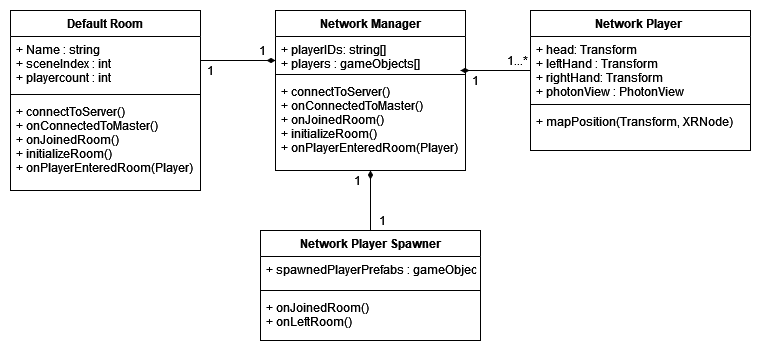 Default Room
+ Name : string
+ sceneIndex : int
+ playercount : int
+ connectToServer()
+ onConnectedToMaster()
+ onJoinedRoom()
+ initializeRoom()
+ onPlayerEnteredRoom(Player)
1
1
Network Manager
+ playerIDs: string[]
+ players : gameObjects[]
+ connectToServer()
+ onConnectedToMaster()
+ onJoinedRoom()
+ initializeRoom()
+ onPlayerEnteredRoom(Player)
1...*
1
Network Player
+ head: Transform
+ leftHand : Transform
+ rightHand: Transform
+ photonView : PhotonView
+ mapPosition(Transform, XRNode)
1
1
Network Player Spawner
+ spawnedPlayerPrefabs : gameObjec
+ onJoinedRoom()
+ onLeftRoom()